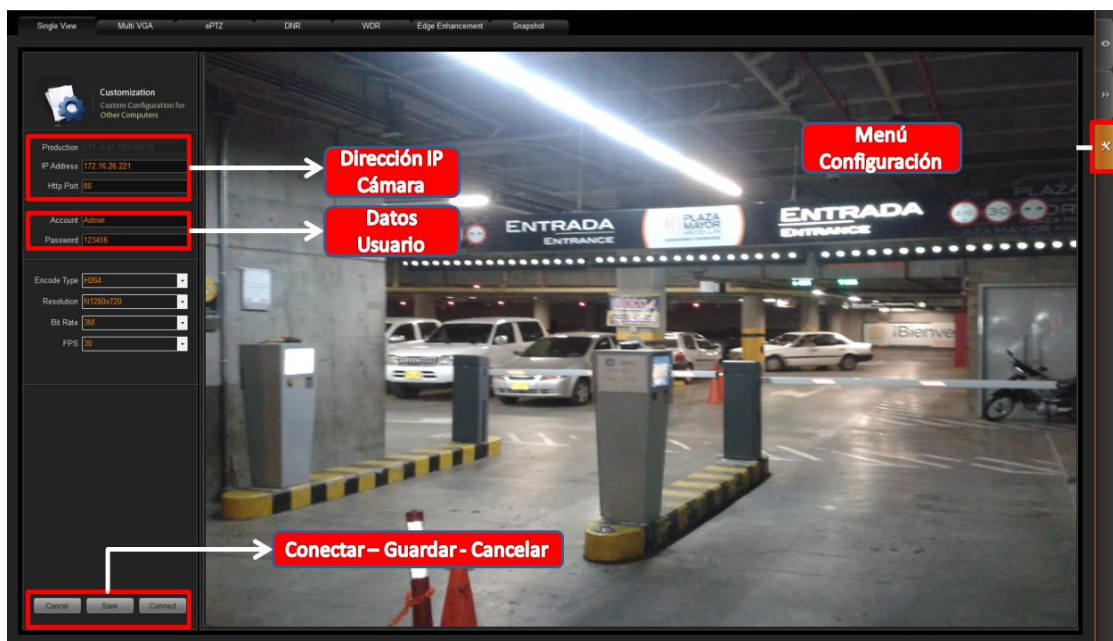 Single View
Multi VGA
ePTZ
DNR
WDR
Edge Enhancement
Snapshot
Customization
Custom Configuration for
Other Computers
Production
IP Address 172.16.26.221
Http Port 80
Account Admin
Password 123456
Encode Type H264
Resolution N1280x720
Bit Rate 3M
FPS 30
Cancel
Save
Connect
Dirección IP
Cámara
Datos
Usuario
Menú
Configuración
Conectar – Guardar - Cancelar
ENTRADA
ENTRANCE
PLAZA
MAYOR
MEDELLÍN
ENTRADA
ENTRANCE
30
PLAZA
iBienve